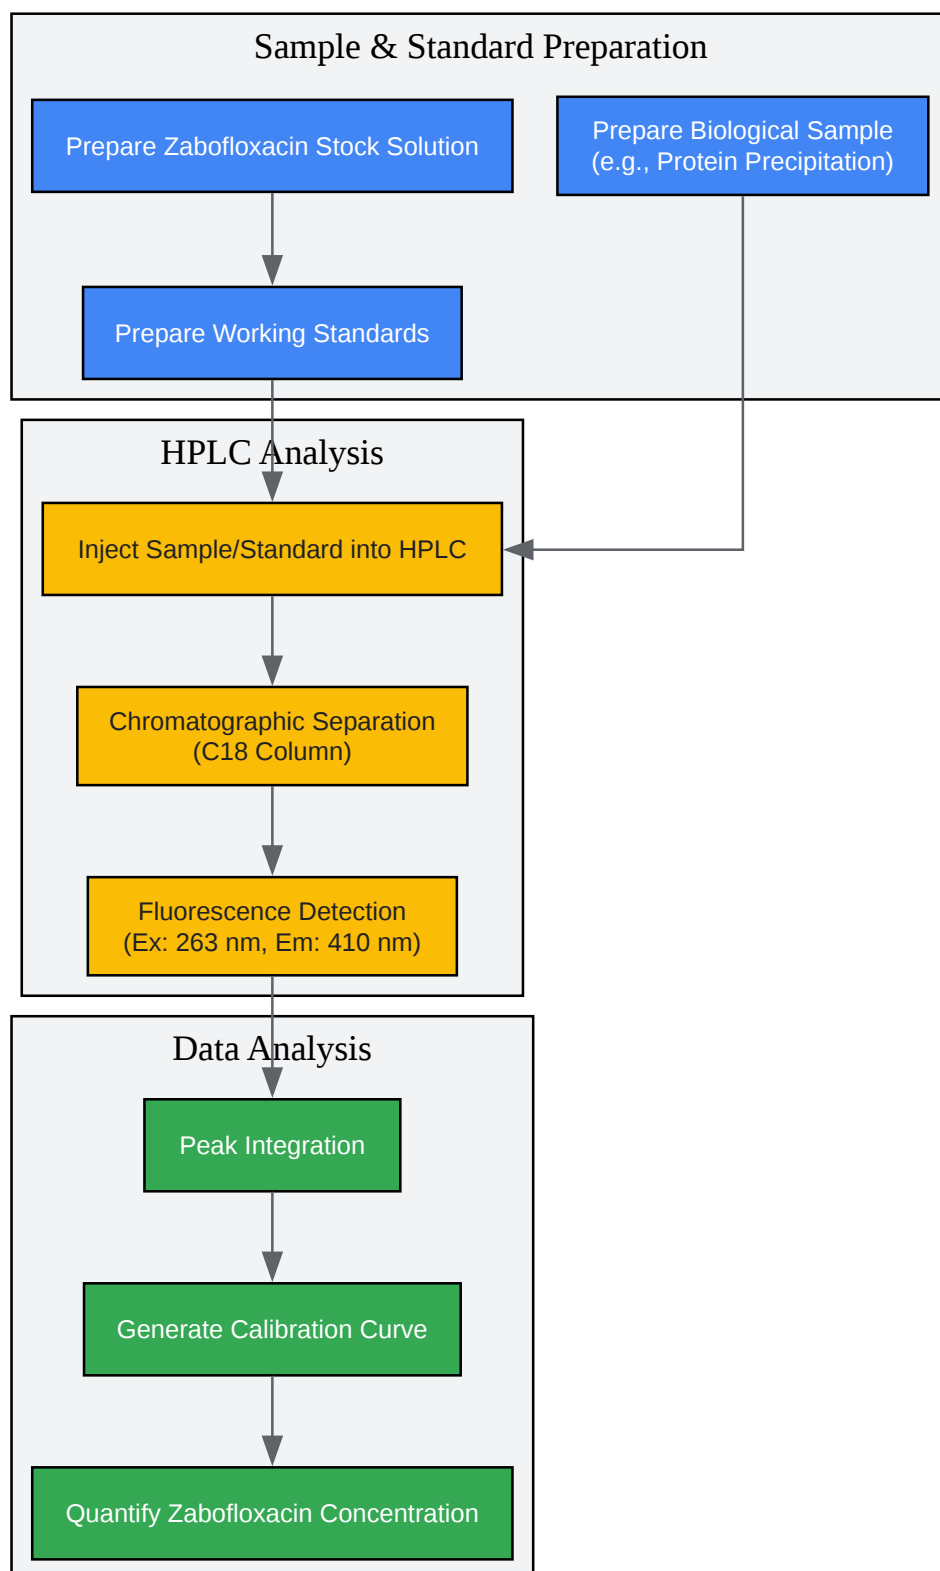 Sample & Standard Preparation
Prepare Zabofloxacin Stock Solution
Prepare Biological Sample
(e.g., Protein Precipitation)
Prepare Working Standards
HPLC Analysis
Inject Sample/Standard into HPLC
Chromatographic Separation
(C18 Column)
Fluorescence Detection
(Ex: 263 nm, Em: 410 nm)
Data Analysis
Peak Integration
Generate Calibration Curve
Quantify Zabofloxacin Concentration